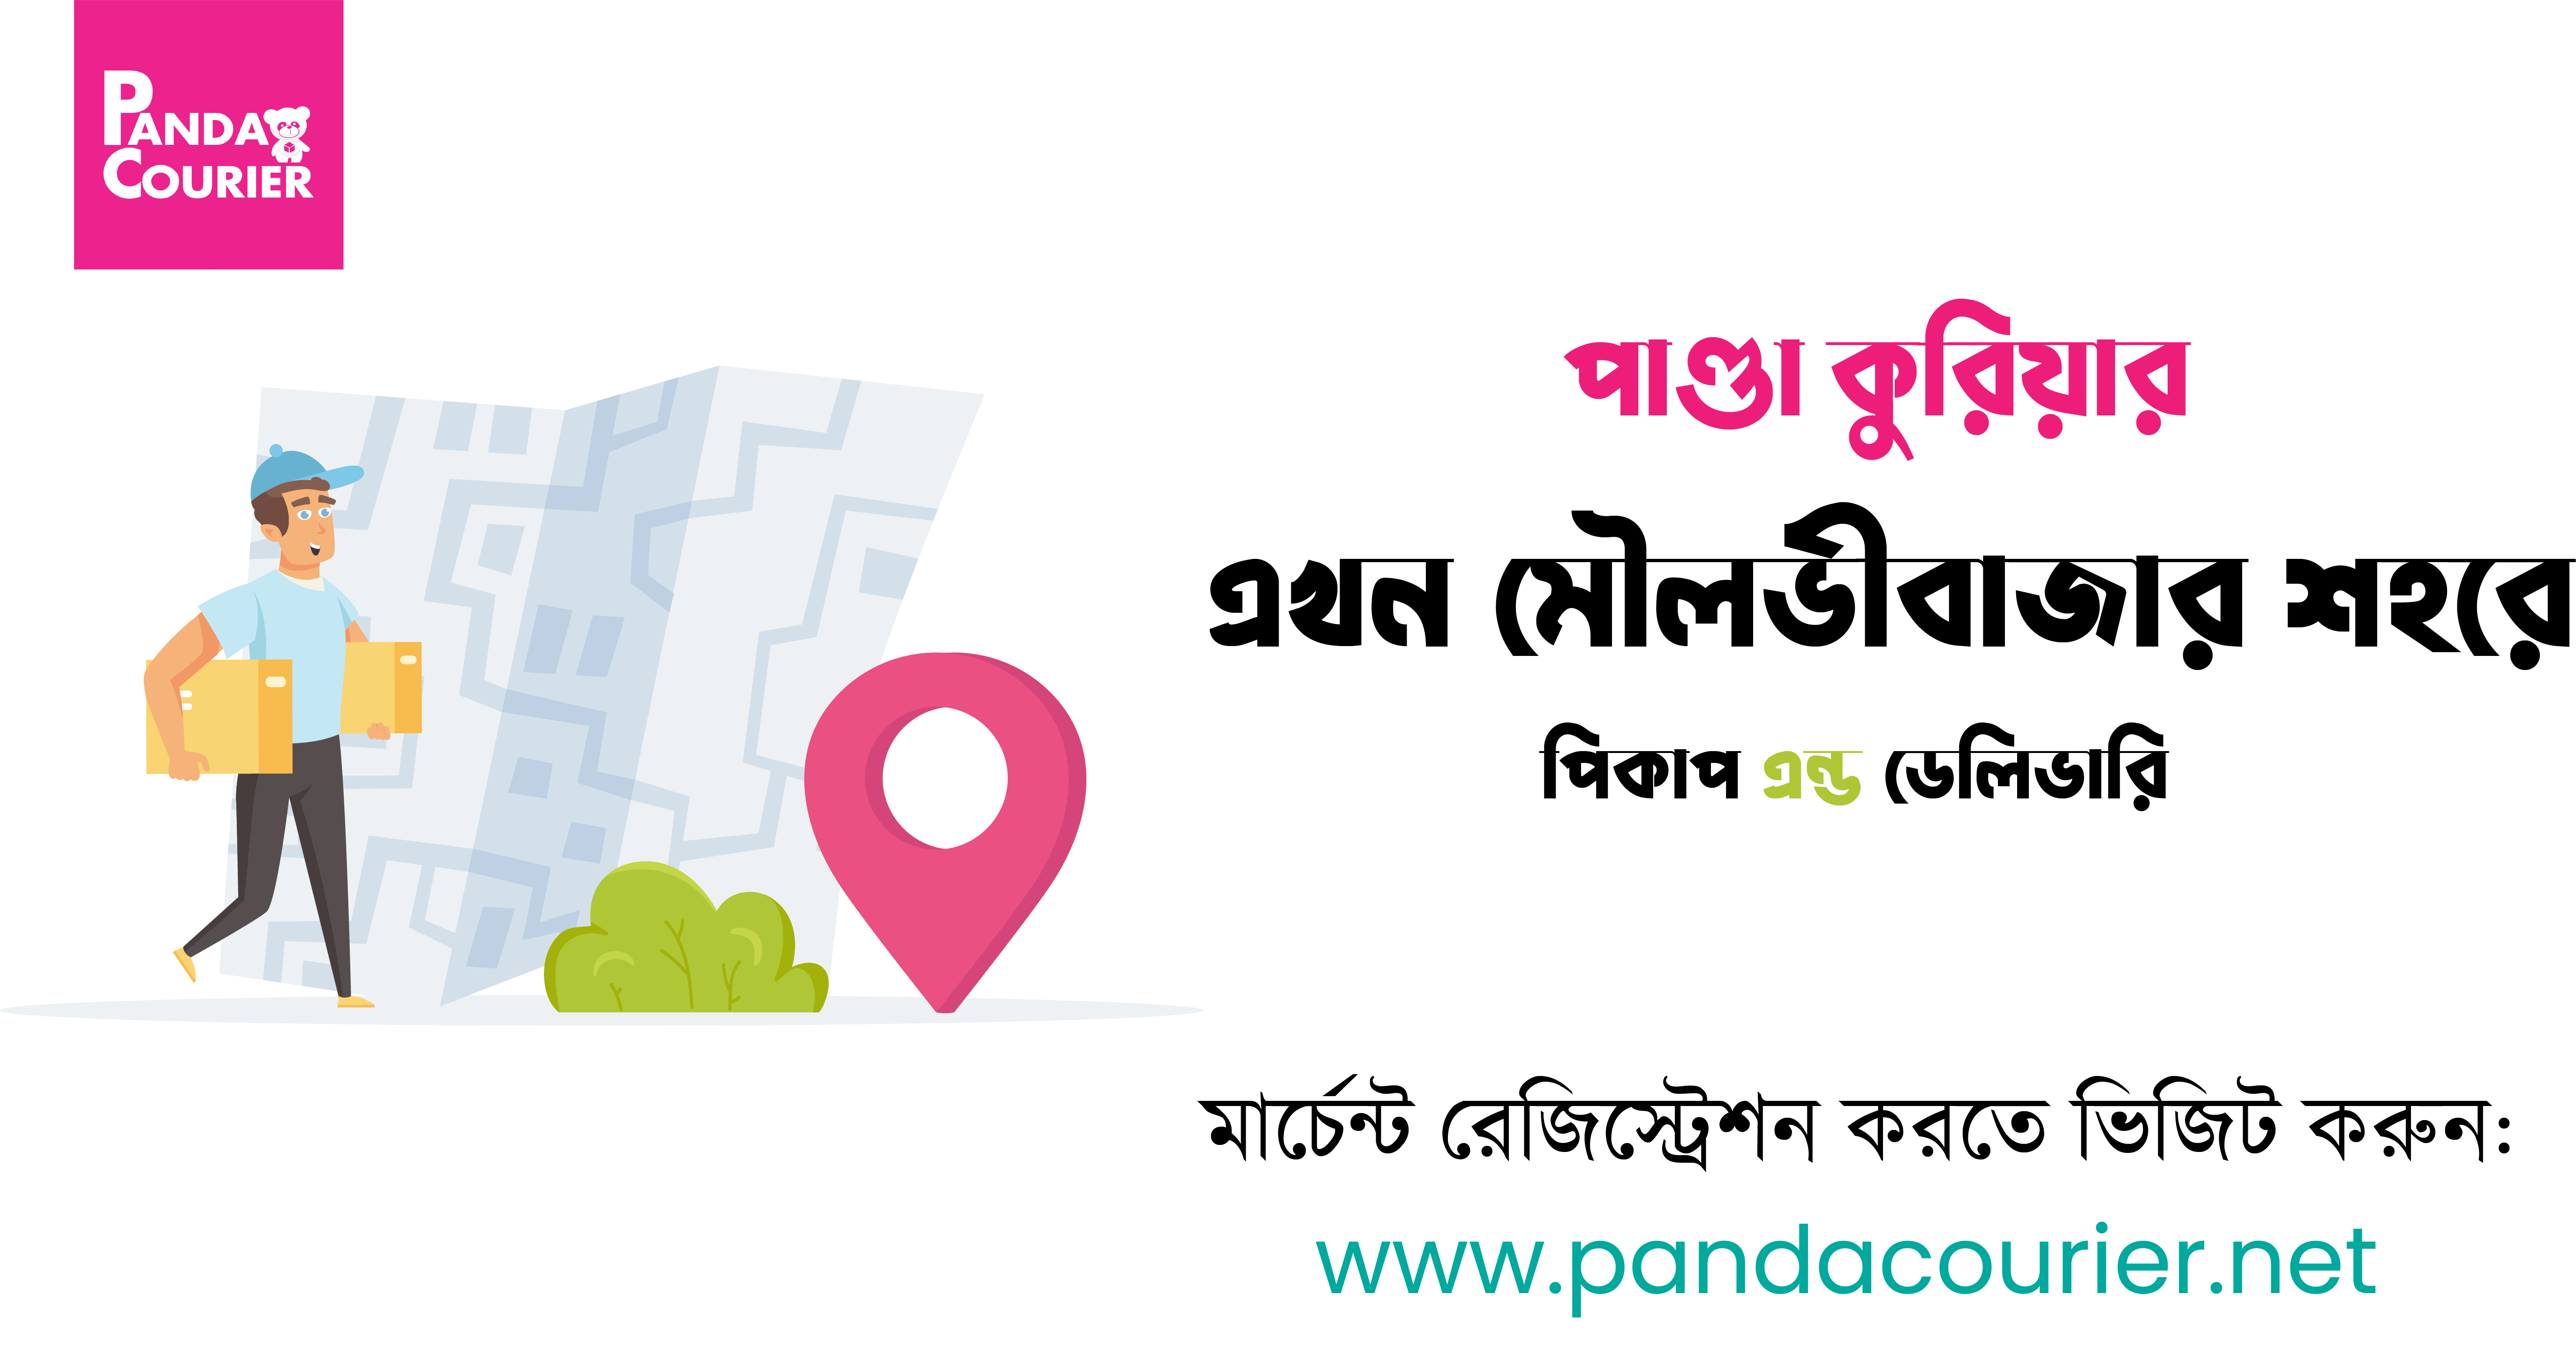 PANDA
COURIER
পাণ্ডা কুরিয়ার
এখন মৌলভীবাজার শহরে
পিকাপ এন্ড ডেলিভারি
মার্চেন্ট রেজিস্ট্রেশন করতে ভিজিট করুন:
www.pandacourier.net